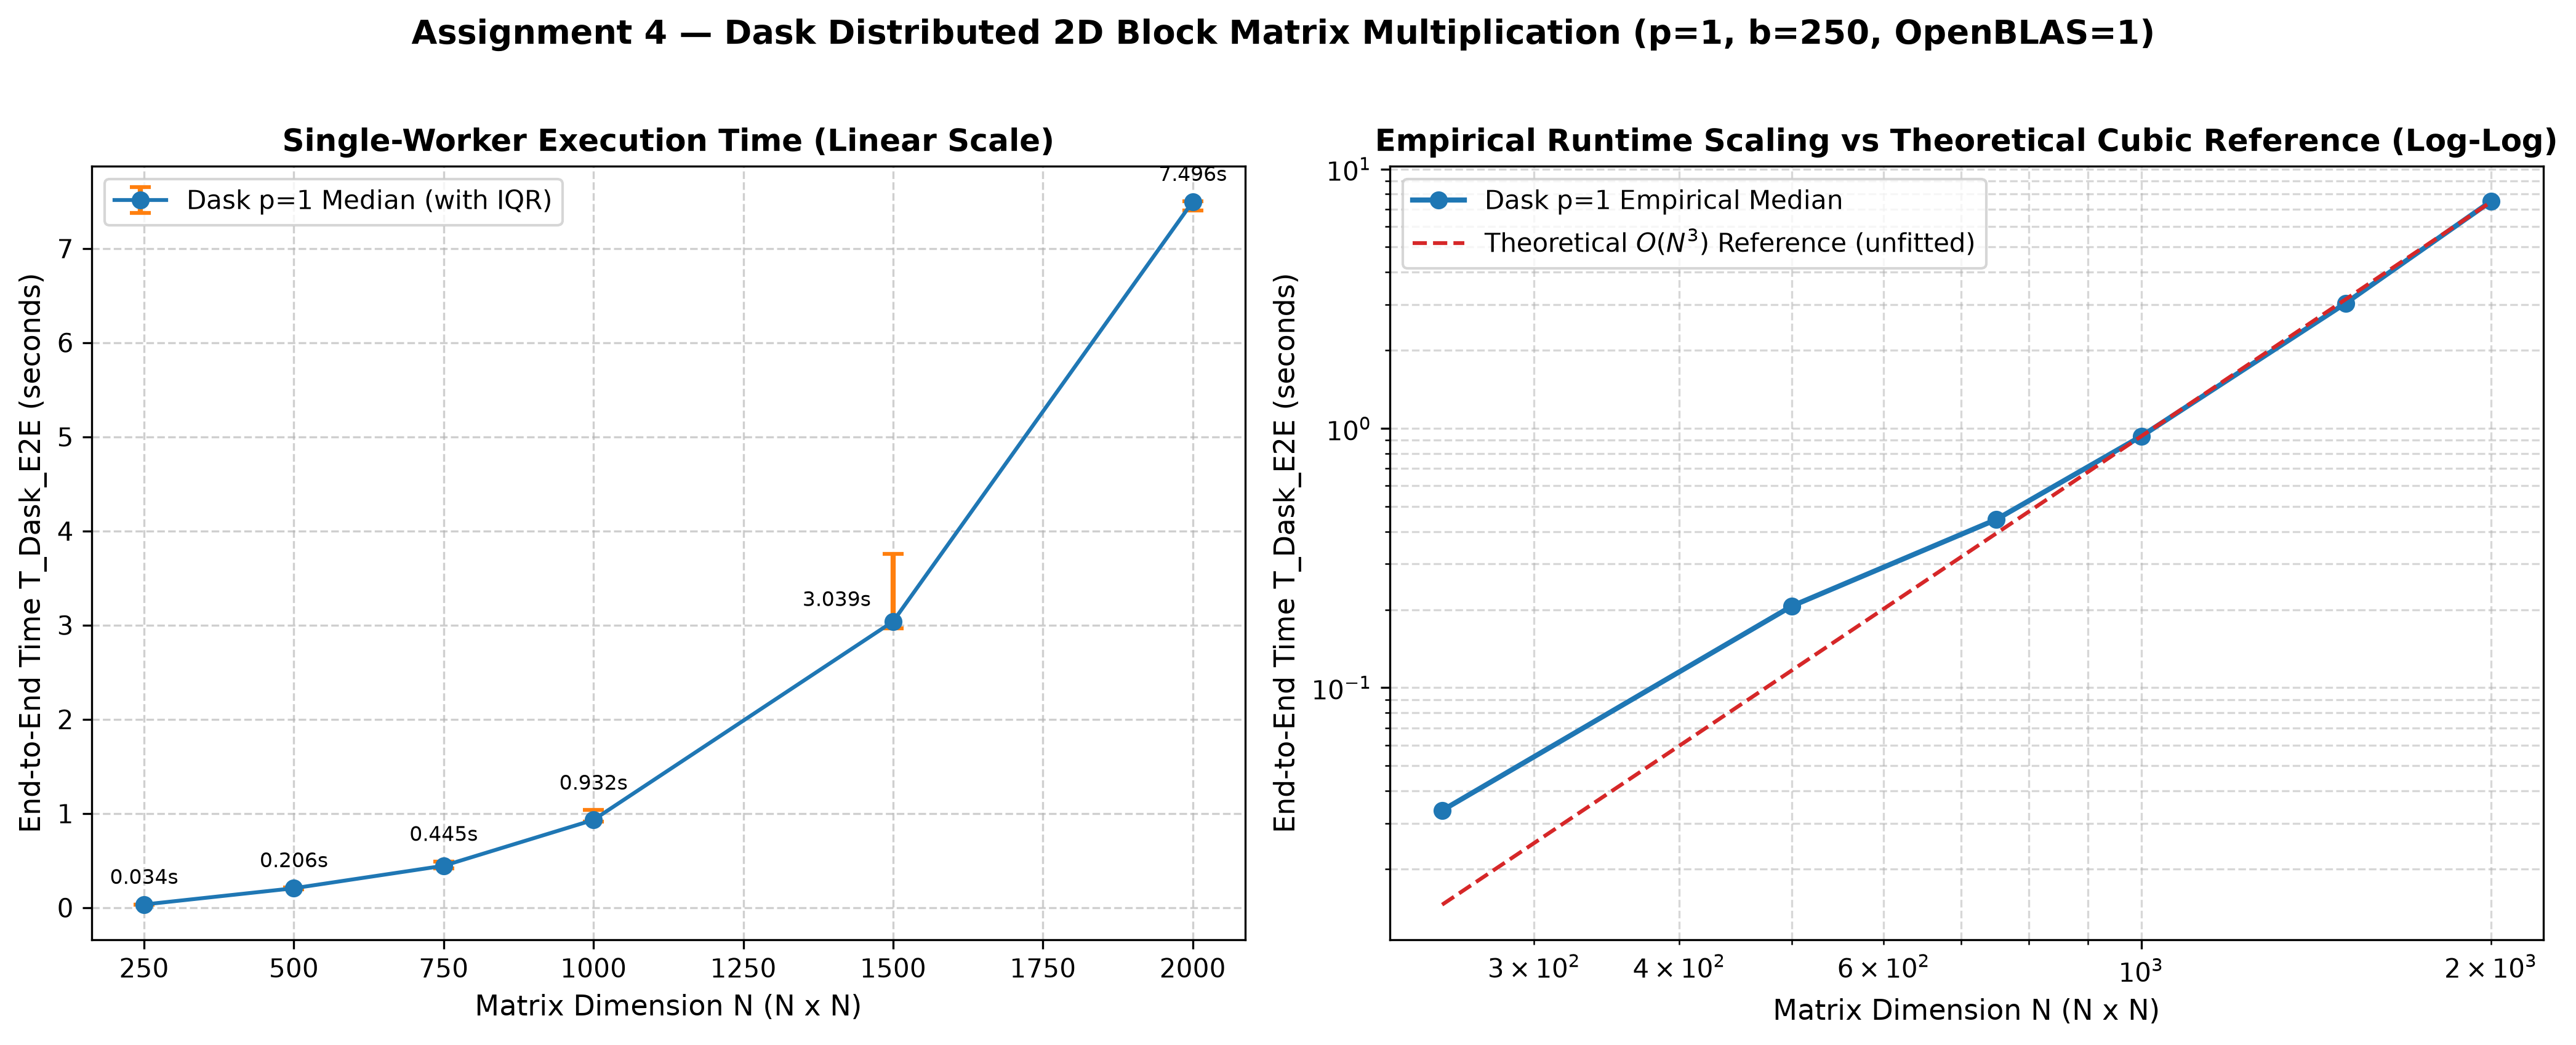 Assignment 4 — Dask Distributed 2D Block Matrix Multiplication (p=1, b=250, OpenBLAS=1)
Single-Worker Execution Time (Linear Scale)
Dask p=1 Median (with IQR)
End-to-End Time T_Dask_E2E (seconds)
7
6
5
4
3
2
1
0
0.034s
0.206s
0.445s
0.932s
3.039s
7.496s
250
500
750
1000
1250
1500
1750
2000
Matrix Dimension N (N x N)
Empirical Runtime Scaling vs Theoretical Cubic Reference (Log-Log)
Dask p=1 Empirical Median
Theoretical O(N³) Reference (unfitted)
End-to-End Time T_Dask_E2E (seconds)
10¹
10⁰
10⁻¹
3 × 10²
4 × 10²
6 × 10²
10³
2 × 10³
Matrix Dimension N (N x N)